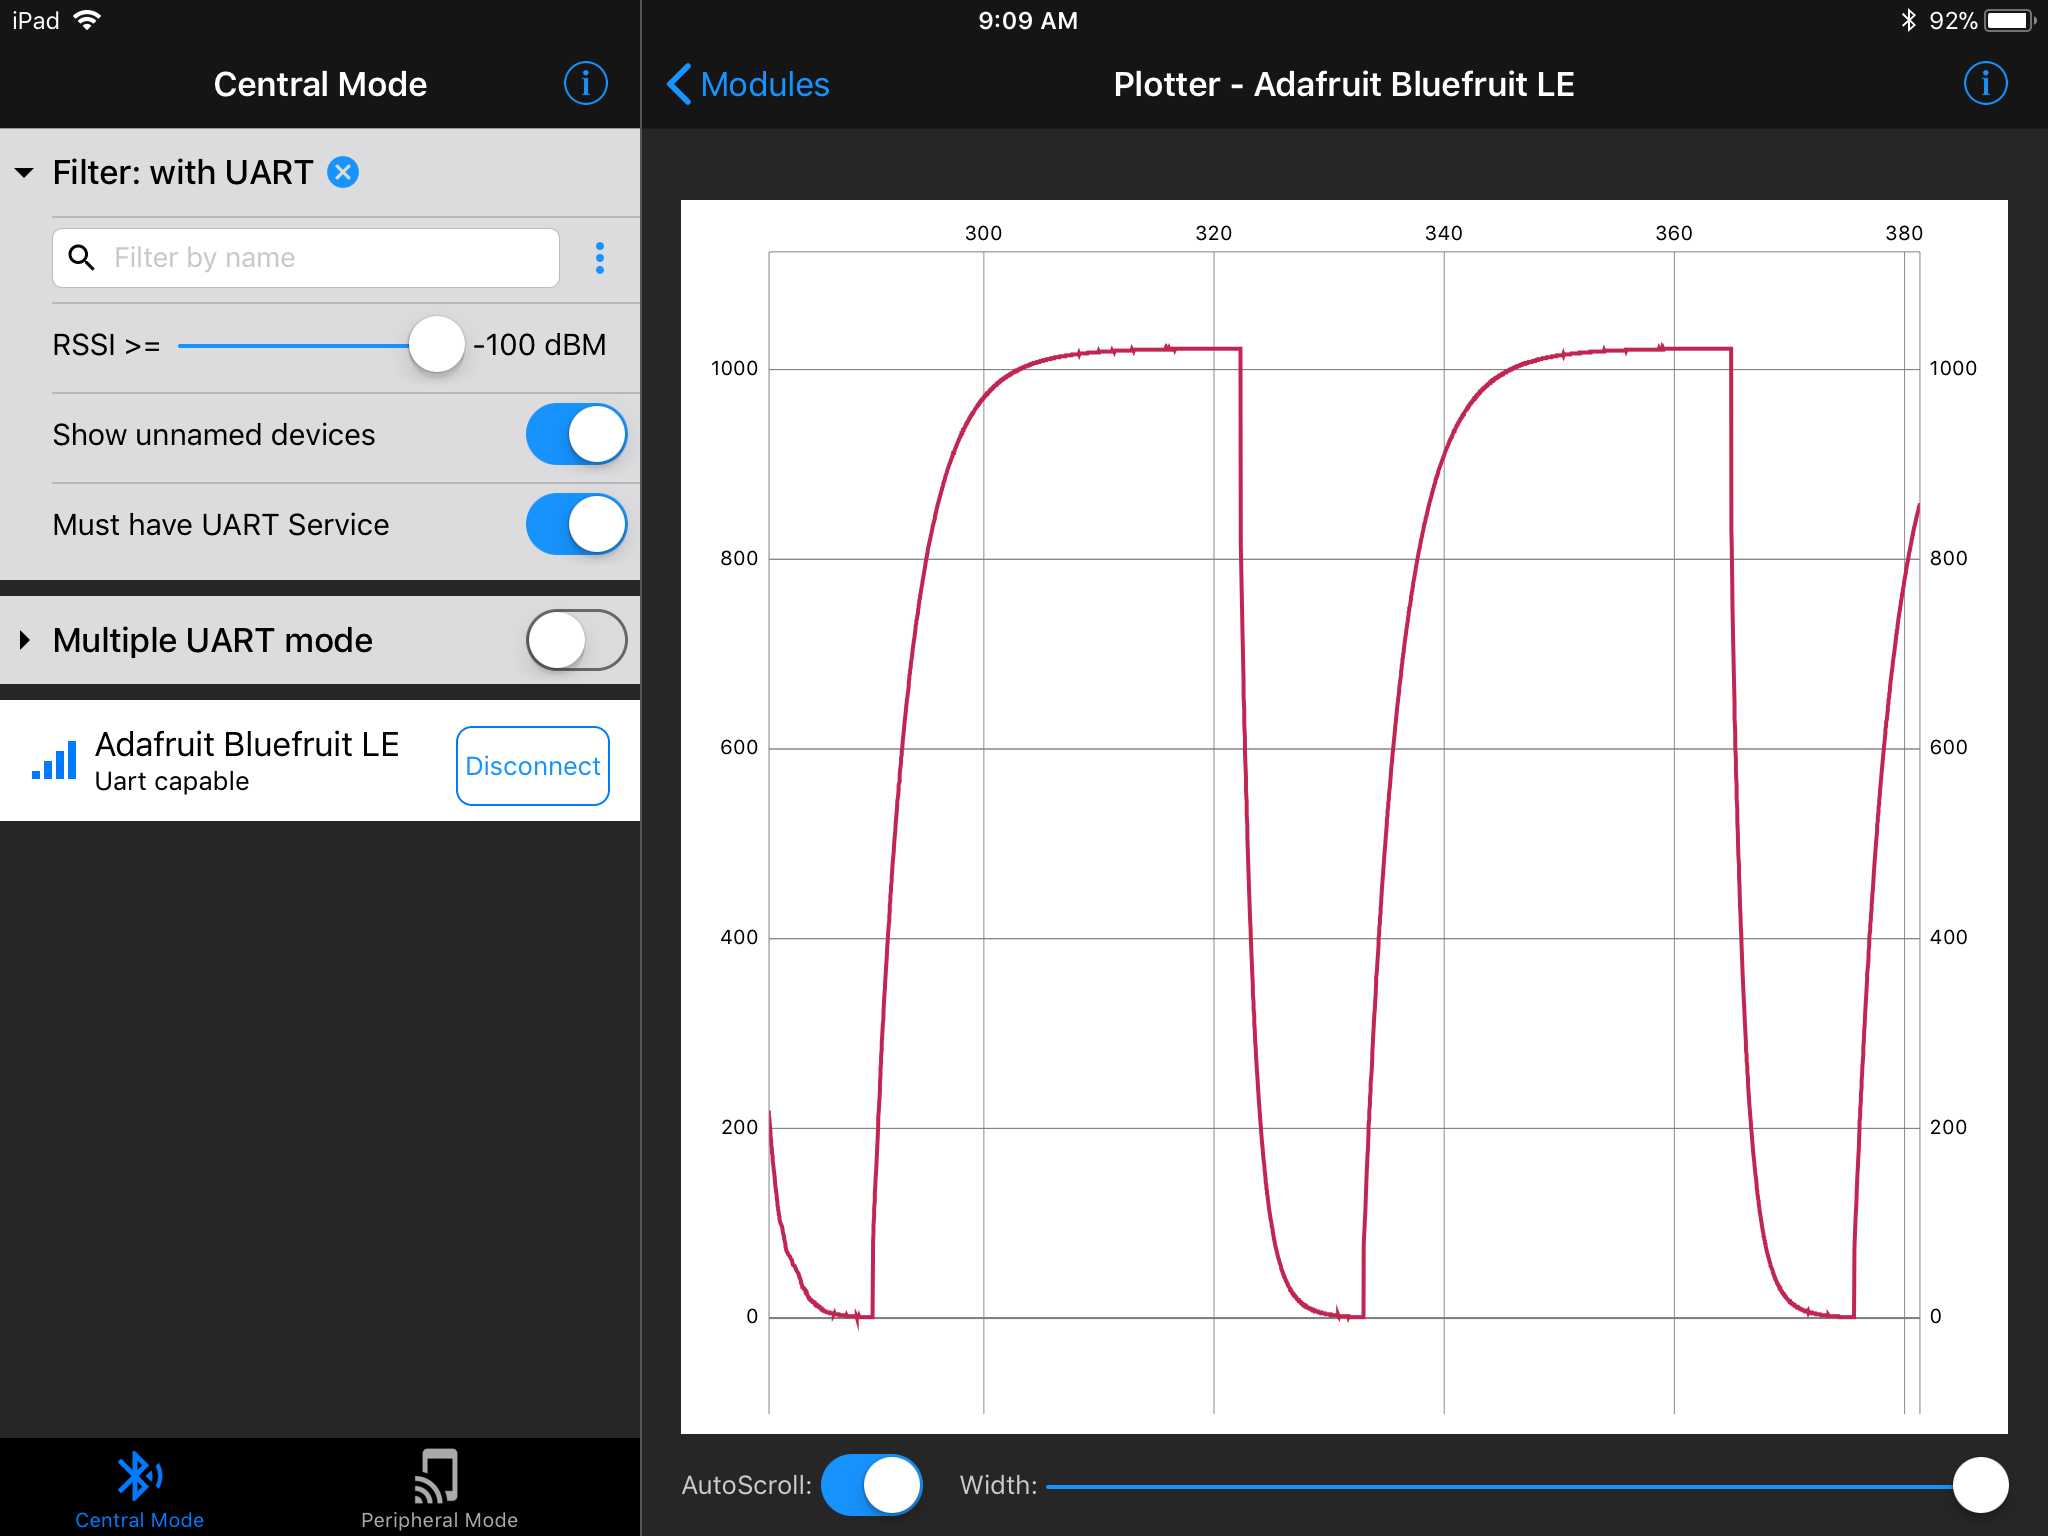 iPad
9:09 AM
92%
Central Mode
Modules
Plotter - Adafruit Bluefruit LE
Filter: with UART
Filter by name
RSSI >= -100 dBM
Show unnamed devices
Must have UART Service
Multiple UART mode
Adafruit Bluefruit LE
Uart capable
Disconnect
Central Mode
Peripheral Mode
300 320 340 360 380
1000 1000
800 800
600 600
400 400
200 200
0 0
AutoScroll: Width: